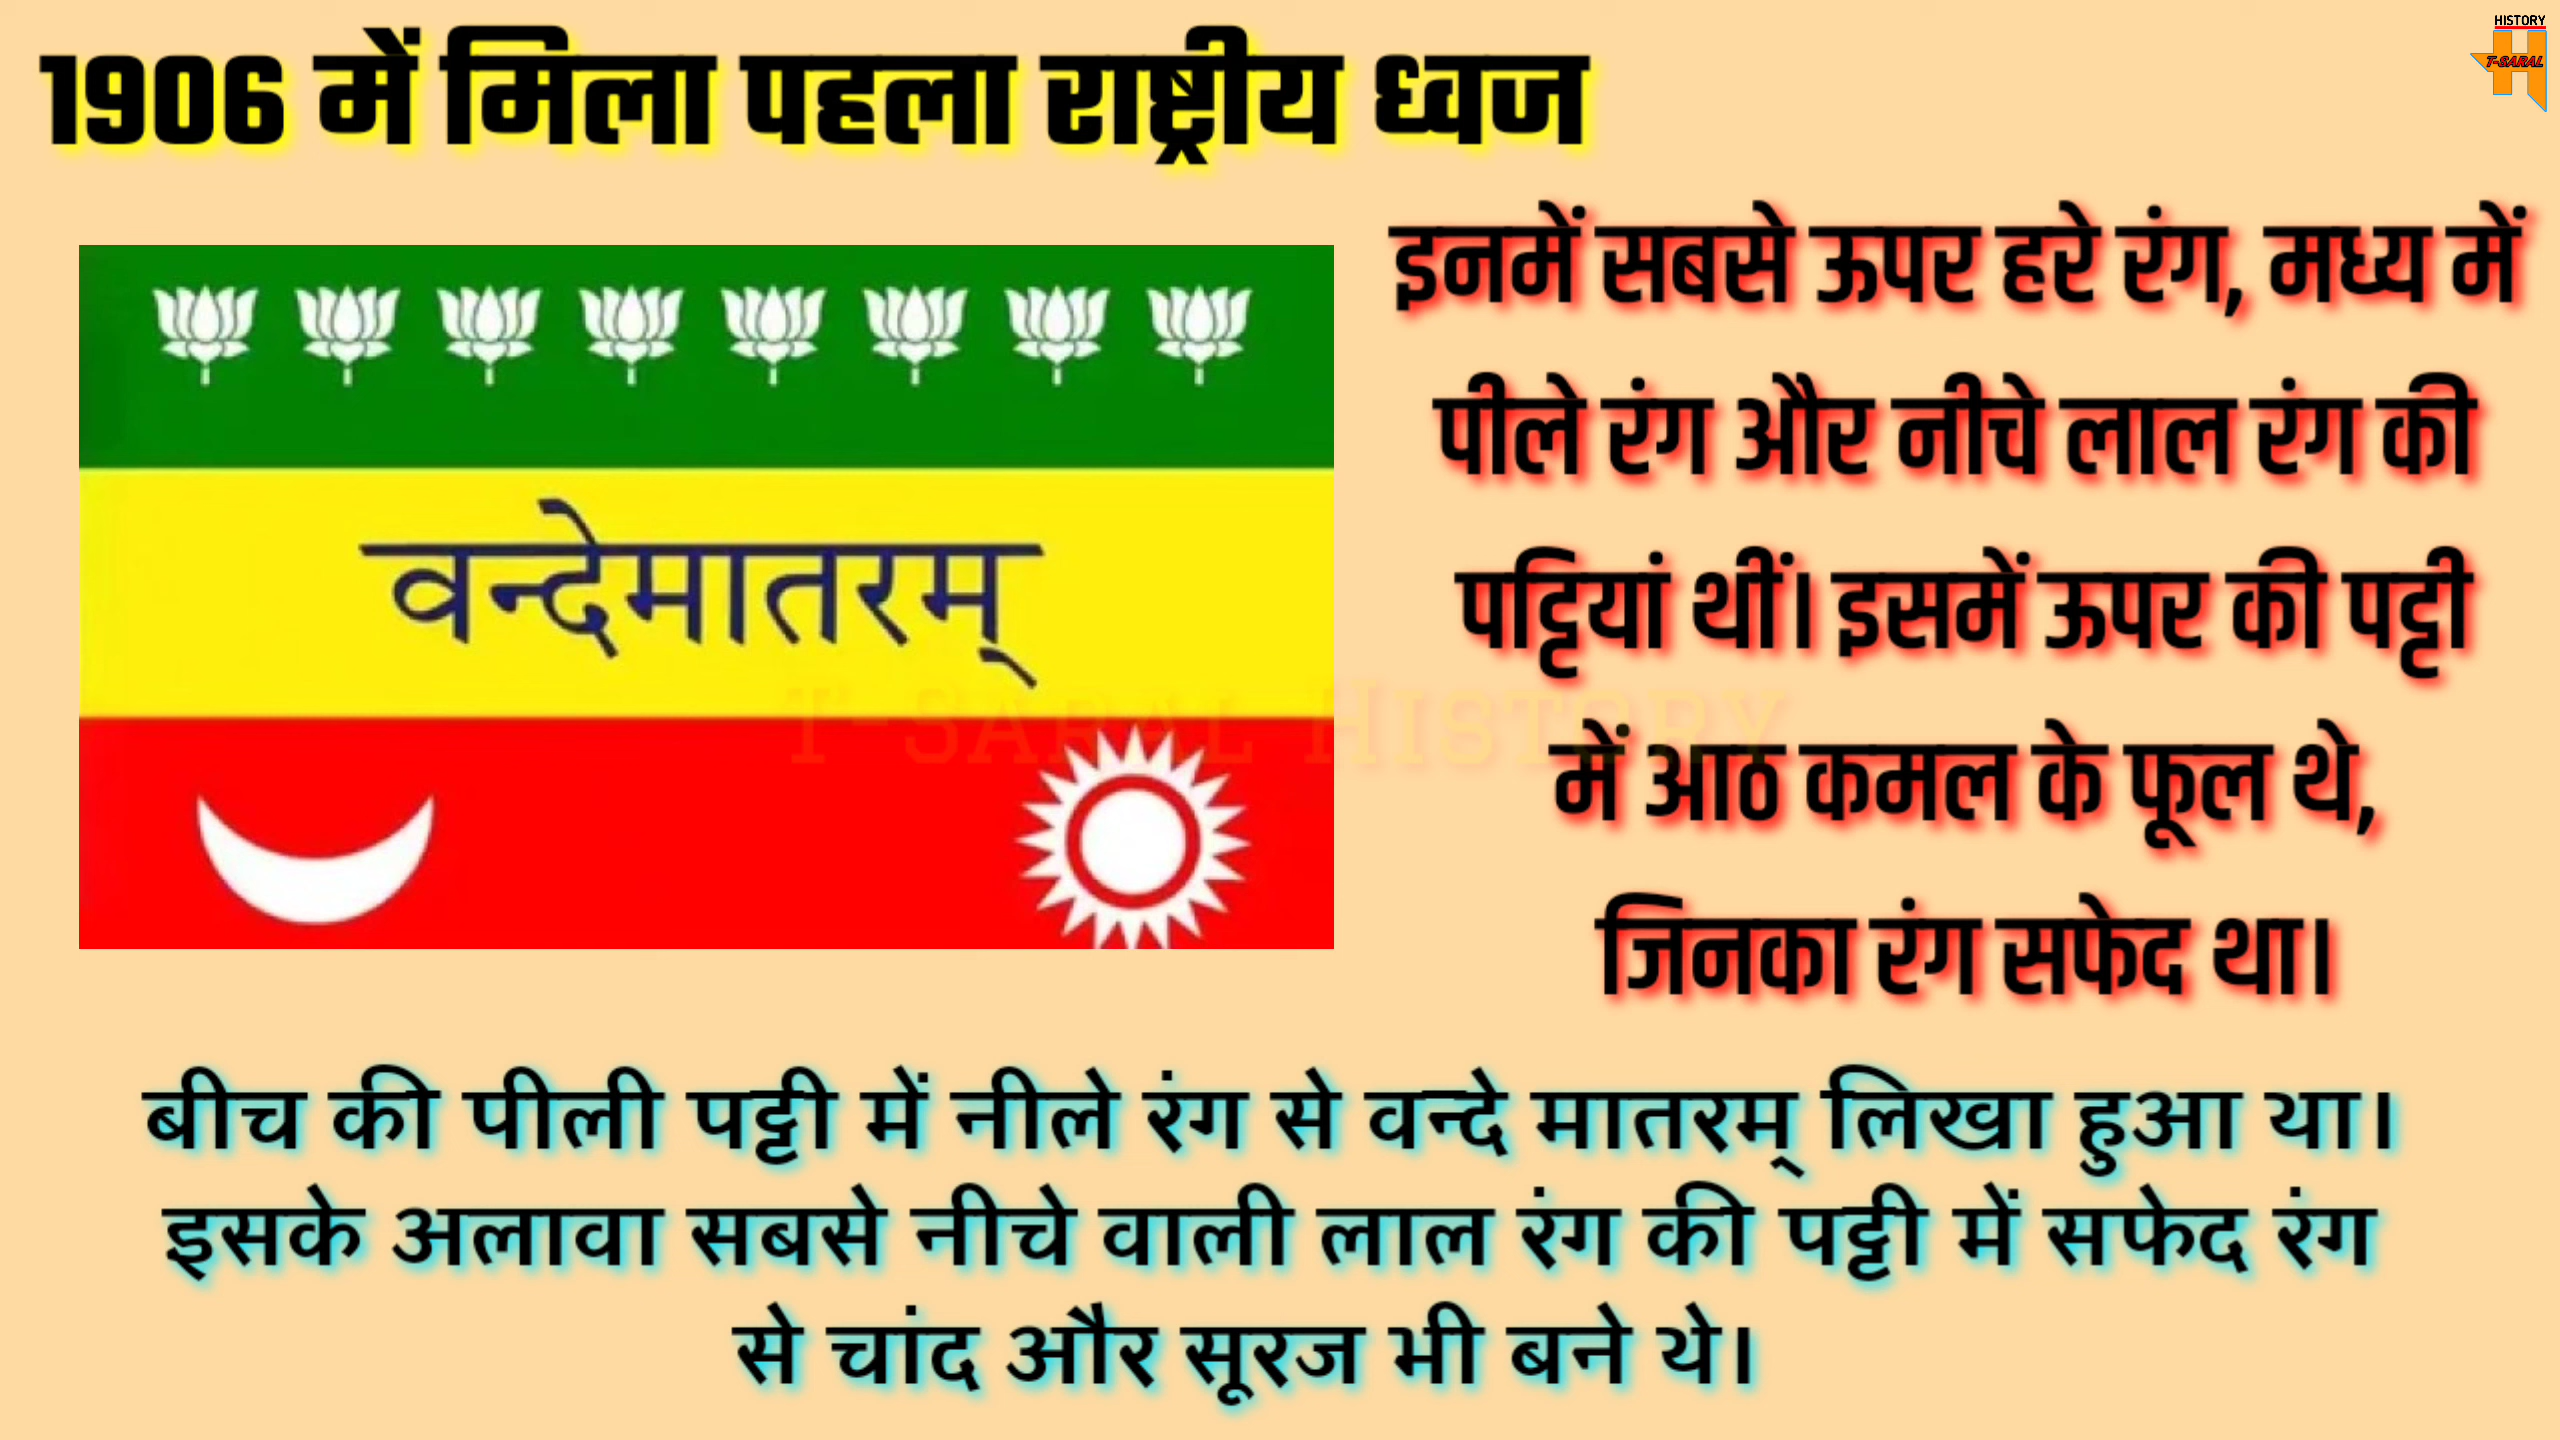 1906 में मिला पहला राष्ट्रीय ध्वज
HISTORY
T-SARAL
इनमें सबसे ऊपर हरे रंग, मध्य में
पीले रंग और नीचे लाल रंग की
पट्टियां थीं। इसमें ऊपर की पट्टी
में आठ कमल के फूल थे,
जिनका रंग सफेद था।
वन्देमातरम्
T-SARAL HISTORY
बीच की पीली पट्टी में नीले रंग से वन्दे मातरम् लिखा हुआ था।
इसके अलावा सबसे नीचे वाली लाल रंग की पट्टी में सफेद रंग
से चांद और सूरज भी बने थे।